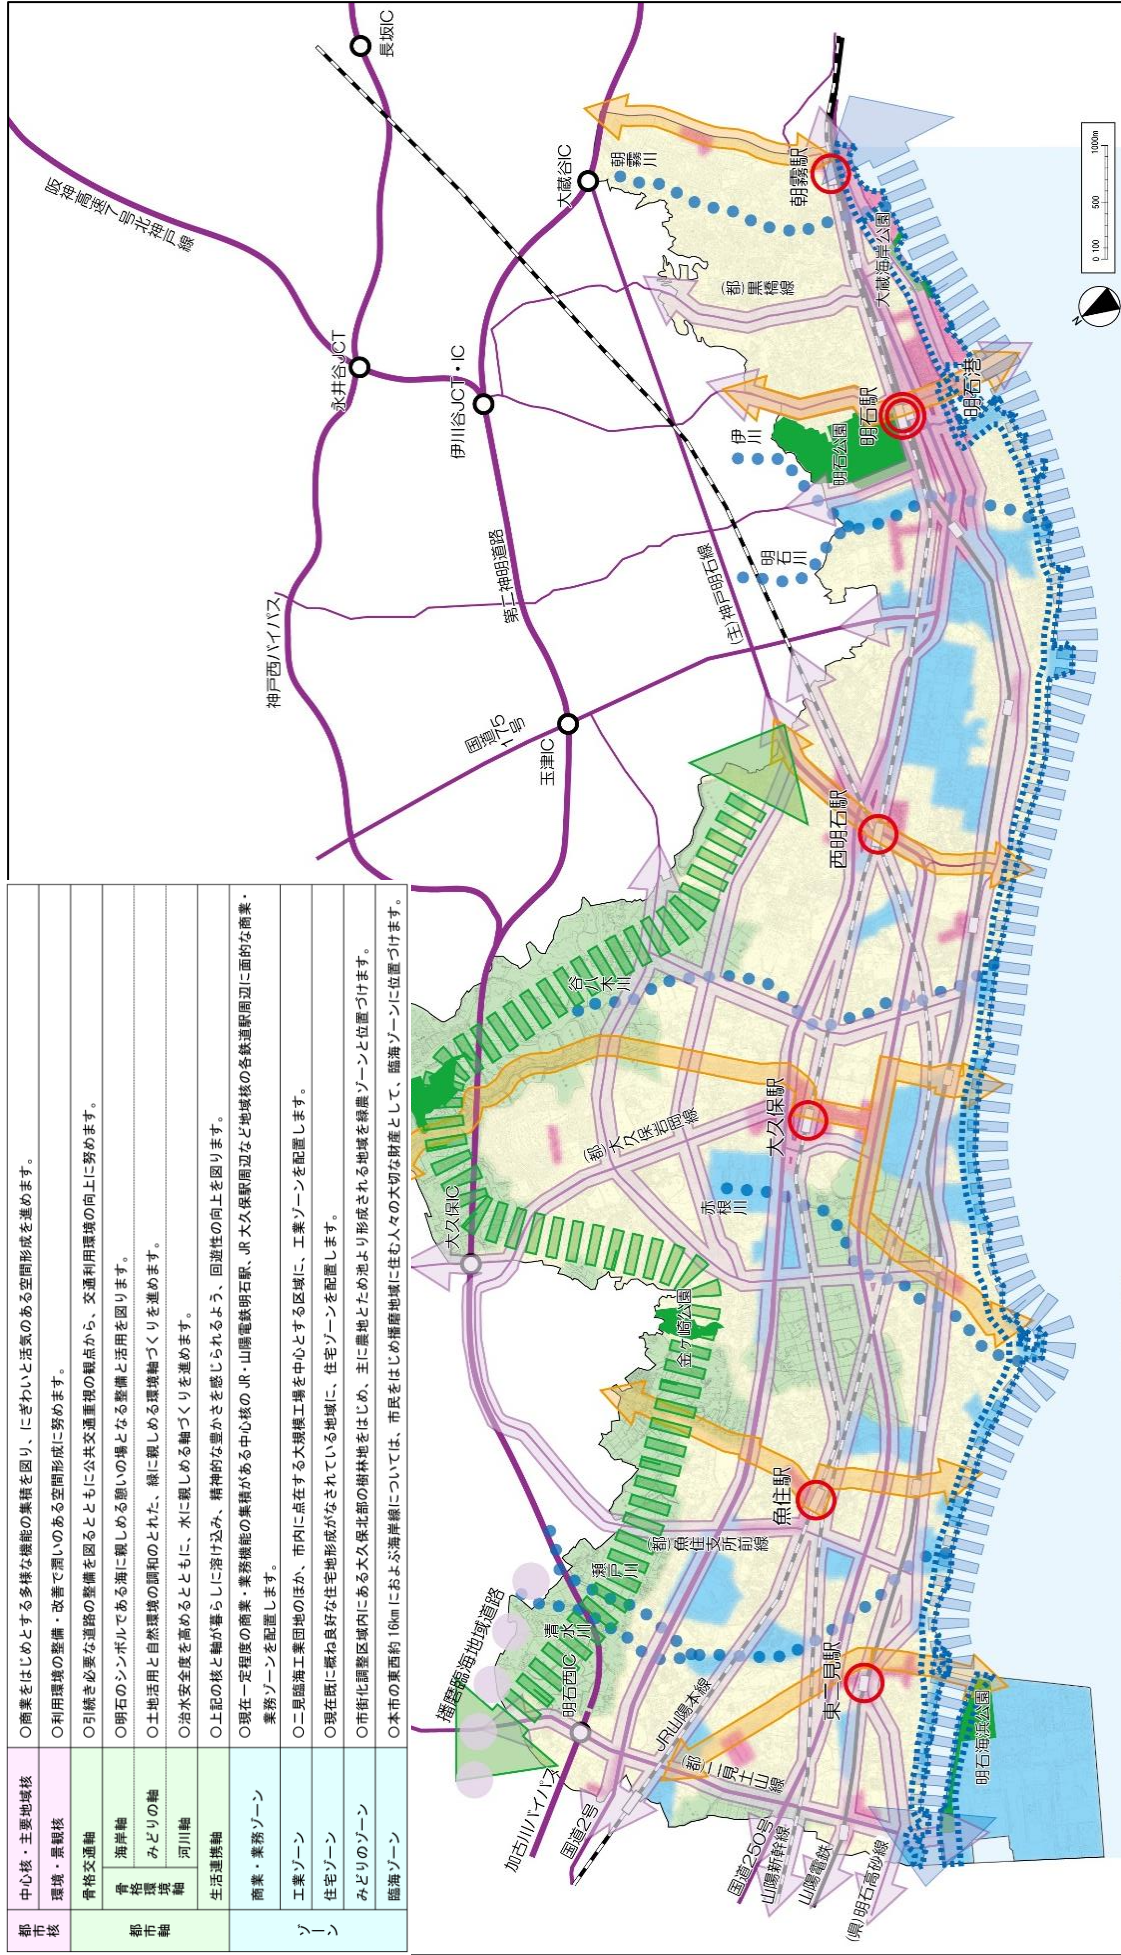 都市核
中心核・主要地域核
○商業をはじめとする多様な機能の集積を図り、にぎわいと活気のある空間形成を進めます。
環境・景観核
○利用環境の整備・改善で潤いのある空間形成に努めます。
都市軸
骨格交通軸
○引続き必要な道路の整備を図るとともに公共交通重視の観点から、交通利用環境の向上に努めます。
骨格環境軸
海岸軸
○明石のシンボルである海に親しめる憩いの場となる整備と活用を図ります。
みどりの軸
○土地活用と自然環境の調和のとれた、緑に親しめる環境軸づくりを進めます。
河川軸
○治水安全度を高めるとともに、水に親しめる軸づくりを進めます。
生活連携軸
○上記の核と軸が暮らしに溶け込み、精神的な豊かさを感じられるよう、回遊性の向上を図ります。
ゾーン
商業・業務ゾーン
○現在一定程度の商業・業務機能の集積がある中心核のJR・山陽電鉄明石駅、JR大久保駅周辺など地域核の各鉄道駅周辺に面的な商業・
業務ゾーンを配置します。
工業ゾーン
○二見臨海工業団地のほか、市内に点在する大規模工場を中心とする区域に、工業ゾーンを配置します。
住宅ゾーン
○現在既に概ね良好な住宅地形成がなされている地域に、住宅ゾーンを配置します。
みどりのゾーン
○市街化調整区域内にある大久保北部の樹林地をはじめ、主に農地とため池より形成される地域を緑農ゾーンと位置づけます。
臨海ゾーン
○本市の東西約16kmにおよぶ海岸線については、市民をはじめ播磨地域に住む人々の大切な財産として、臨海ゾーンに位置づけます。
阪神高速7号北神戸線
長坂IC
永井谷JCT
伊川谷JCT・IC
大蔵谷IC
神戸西バイパス
第二神明道路
国道175号
玉津IC
(主)神戸明石線
朝霧川
朝霧駅
大蔵海岸公園
(都)黒橋線
明石駅
明石港
明石公園
伊川
明石川
西明石駅
谷八木川
大久保駅
(都)大久保岩岡線
赤根川
大久保IC
金ヶ崎公園
魚住駅
(都)魚住支所前線
瀬戸川
清水川
播磨臨海地域道路
明石西IC
JR山陽本線
東二見駅
(都)二見土山線
明石海浜公園
加古川バイパス
国道2号
国道250号
山陽新幹線
山陽電鉄
(県)明石高砂線
N
0 100 500 1000m